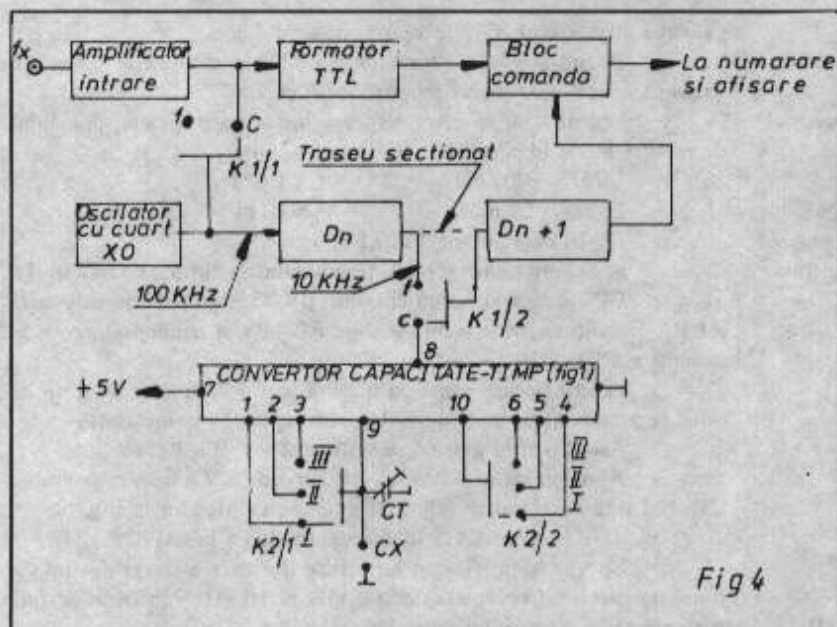 fx
Amplificator
intrare
Formator
TTL
Bloc
comanda
La numarare
si afisare
f
C
K 1/1
Traseu sectionat
Oscilator
cu cuart
XO
Dn
Dn +1
100 KHz
10 KHz
f
c
K 1/2
8
+5V
7
CONVERTOR CAPACITATE-TIMP (fig1)
1 2 3 9 10 6 5 4
III
II
I
K2/1
CT
CX
III
II
I
K2/2
Fig 4